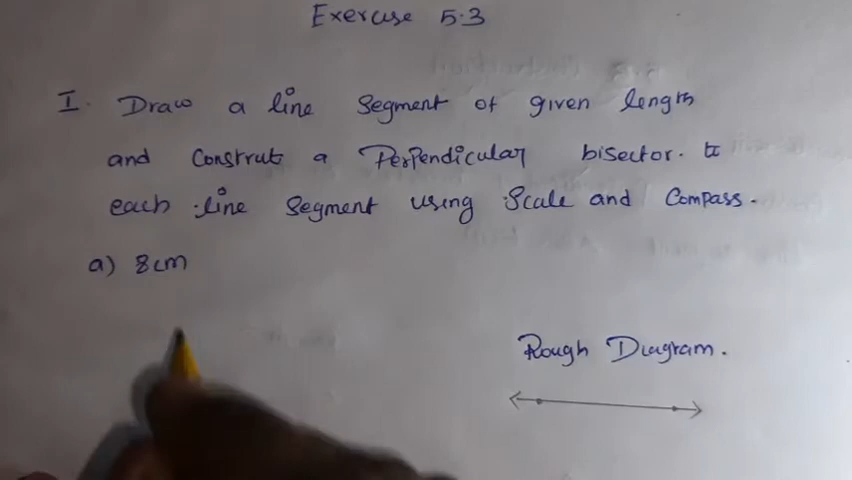 Exercise 5.3
I. Draw a line segment of given length
and construct a Perpendicular bisector. to
each line segment using Scale and Compass.
a) 8cm
Rough Diagram.